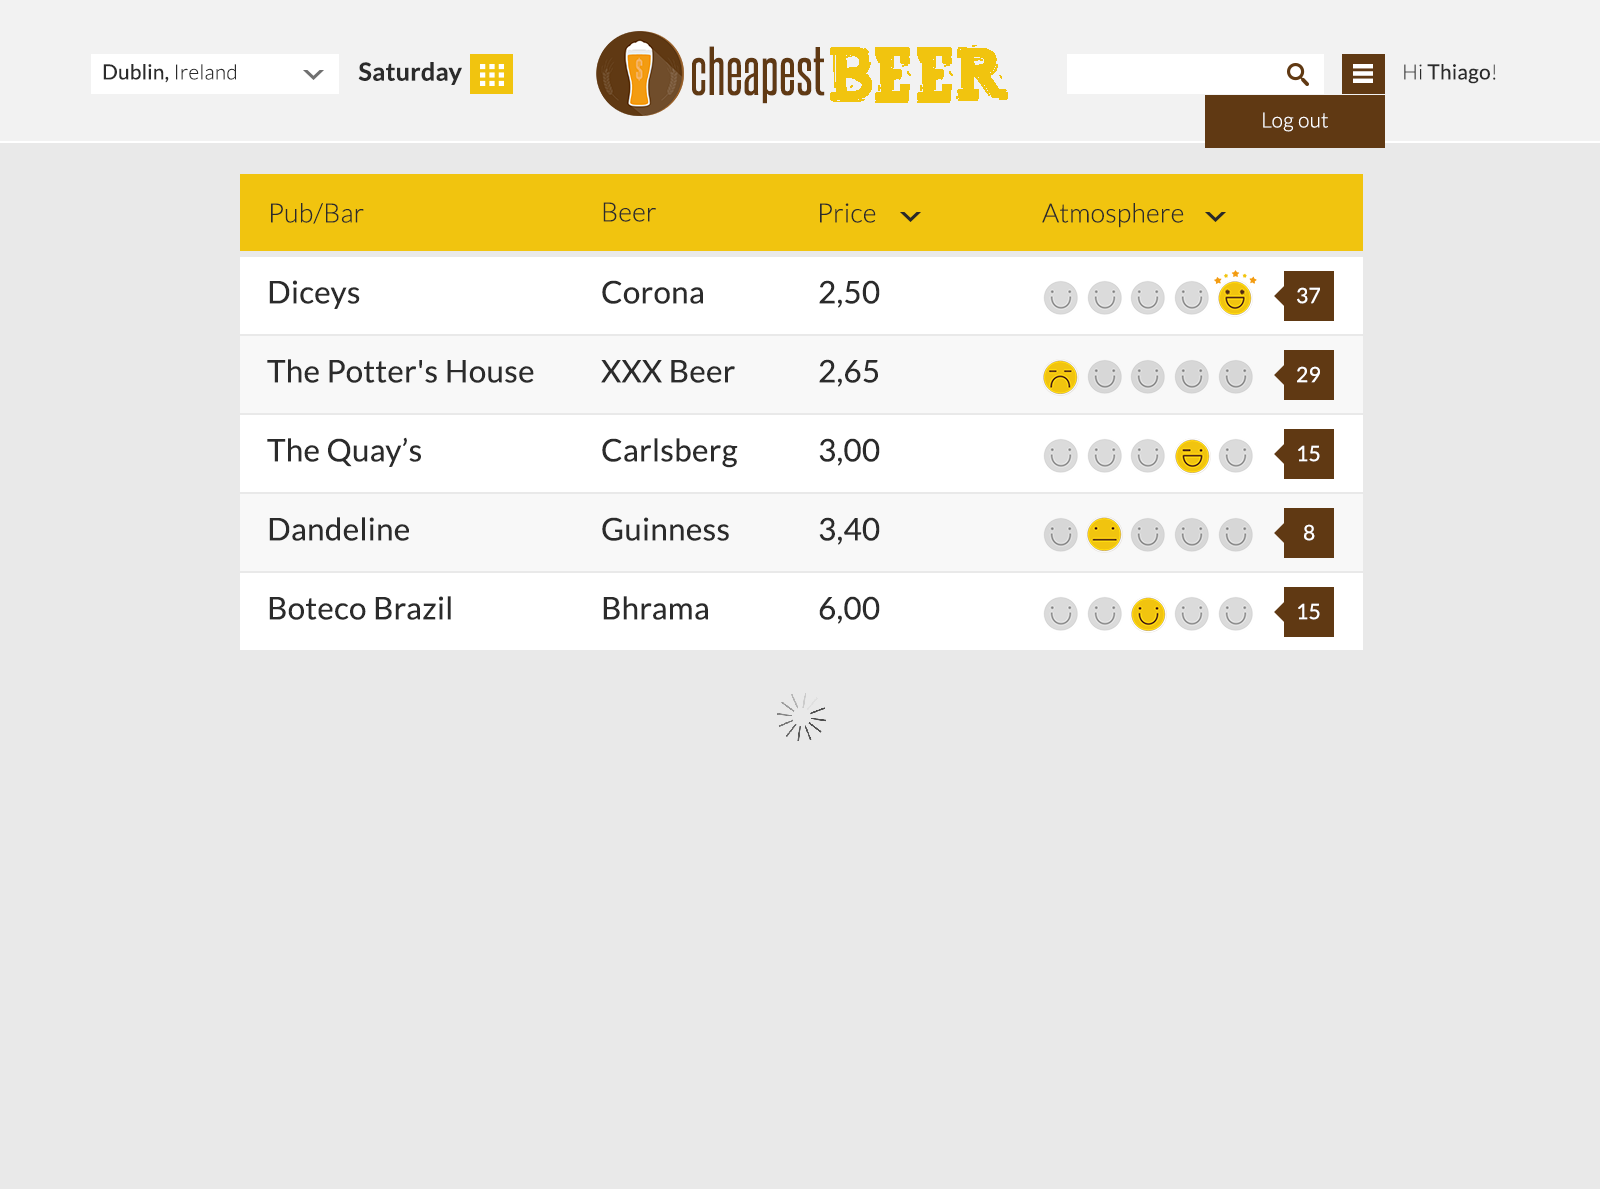 Dublin, Ireland
Saturday
cheapest BEER
Hi Thiago!
Log out
Pub/Bar Beer Price Atmosphere
Diceys Corona 2,50 37
The Potter's House XXX Beer 2,65 29
The Quay’s Carlsberg 3,00 15
Dandeline Guinness 3,40 8
Boteco Brazil Bhrama 6,00 15